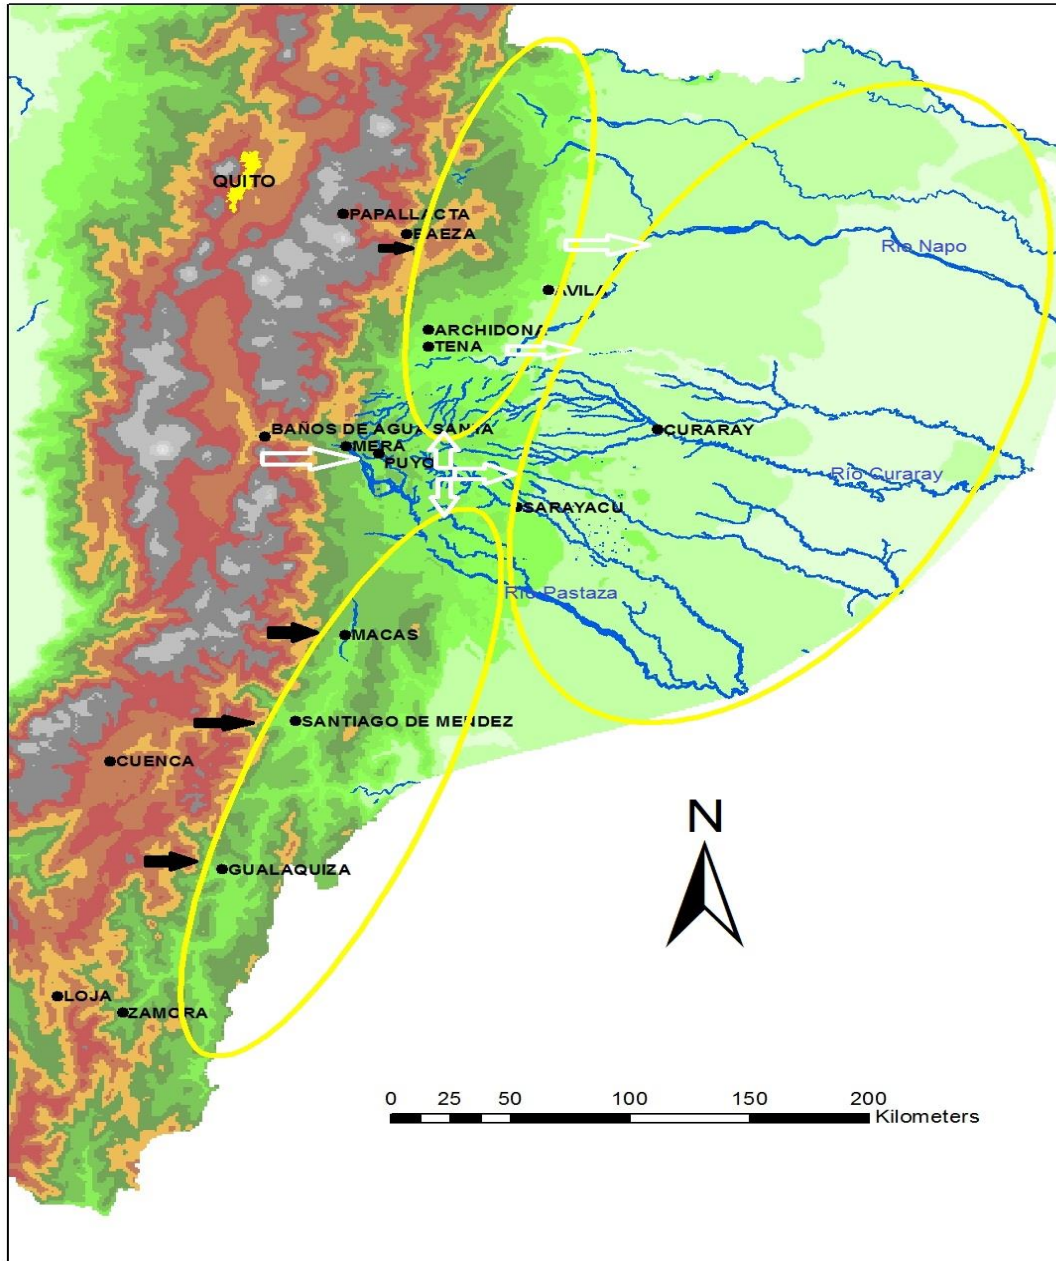 QUITO
PAPALLACTA
BAEZA
Río Napo
AVILA
ARCHIDONA
TENA
BAÑOS DE AGUA SANTA
CURARAY
MERA
PUYO
Río Curaray
SARAYACU
Río Pastaza
MACAS
SANTIAGO DE MENDEZ
CUENCA
N
GUALAQUIZA
LOJA
ZAMORA
0 25 50 100 150 200
Kilometers